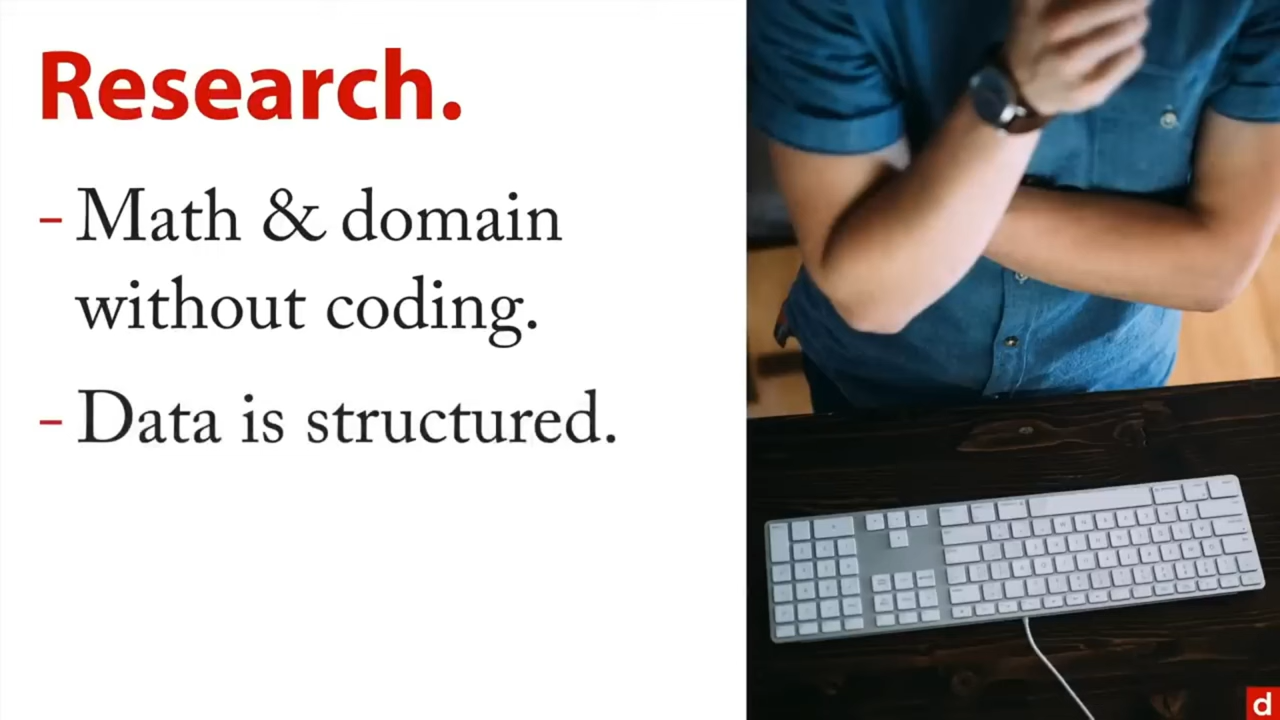 Research.
- Math & domain
without coding.
- Data is structured.
d